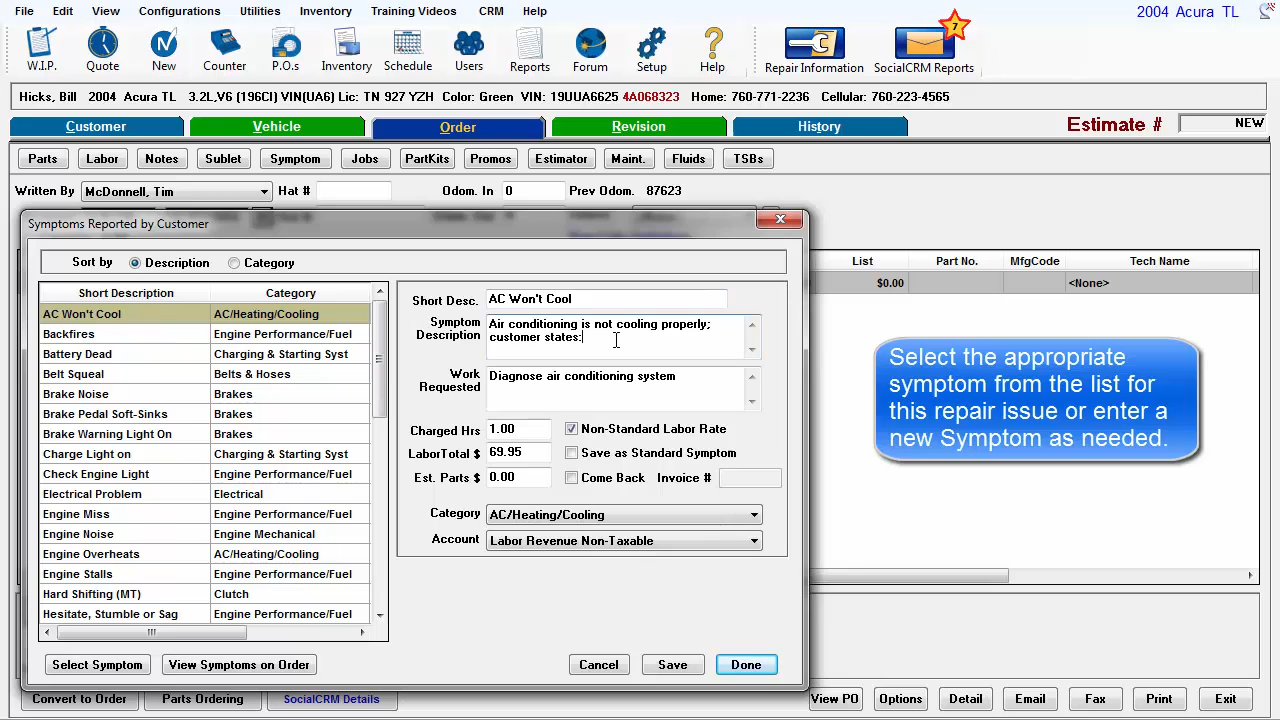 File Edit View Configurations Utilities Inventory Training Videos CRM Help 2004 Acura TL
W.I.P. Quote New Counter P.O.s Inventory Schedule Users Reports Forum Setup Help Repair Information SocialCRM Reports
7
Hicks, Bill 2004 Acura TL 3.2L,V6 (196CI) VIN(UA6) Lic: TN 927 YZH Color: Green VIN: 19UUA6625 4A068323 Home: 760-771-2236 Cellular: 760-223-4565
Customer Vehicle Order Revision History Estimate # NEW
Parts Labor Notes Sublet Symptom Jobs PartKits Promos Estimator Maint. Fluids TSBs
Written By McDonnell, Tim Hat # Odom. In 0 Prev Odom. 87623
Symptoms Reported by Customer
Sort by Description Category
List Part No. MfgCode Tech Name
$0.00 <None>
Short Description Category
AC Won't Cool AC/Heating/Cooling
Backfires Engine Performance/Fuel
Battery Dead Charging & Starting Syst
Belt Squeal Belts & Hoses
Brake Noise Brakes
Brake Pedal Soft-Sinks Brakes
Brake Warning Light On Brakes
Charge Light on Charging & Starting Syst
Check Engine Light Engine Performance/Fuel
Electrical Problem Electrical
Engine Miss Engine Performance/Fuel
Engine Noise Engine Mechanical
Engine Overheats AC/Heating/Cooling
Engine Stalls Engine Performance/Fuel
Hard Shifting (MT) Clutch
Hesitate, Stumble or Sag Engine Performance/Fuel
Short Desc. AC Won't Cool
Symptom Description
Air conditioning is not cooling properly;
customer states:
Work Requested
Diagnose air conditioning system
Charged Hrs 1.00 Non-Standard Labor Rate
LaborTotal $ 69.95 Save as Standard Symptom
Est. Parts $ 0.00 Come Back Invoice #
Category AC/Heating/Cooling
Account Labor Revenue Non-Taxable
Select the appropriate
symptom from the list for
this repair issue or enter a
new Symptom as needed.
Select Symptom View Symptoms on Order Cancel Save Done
Convert to Order Parts Ordering SocialCRM Details View PO Options Detail Email Fax Print Exit